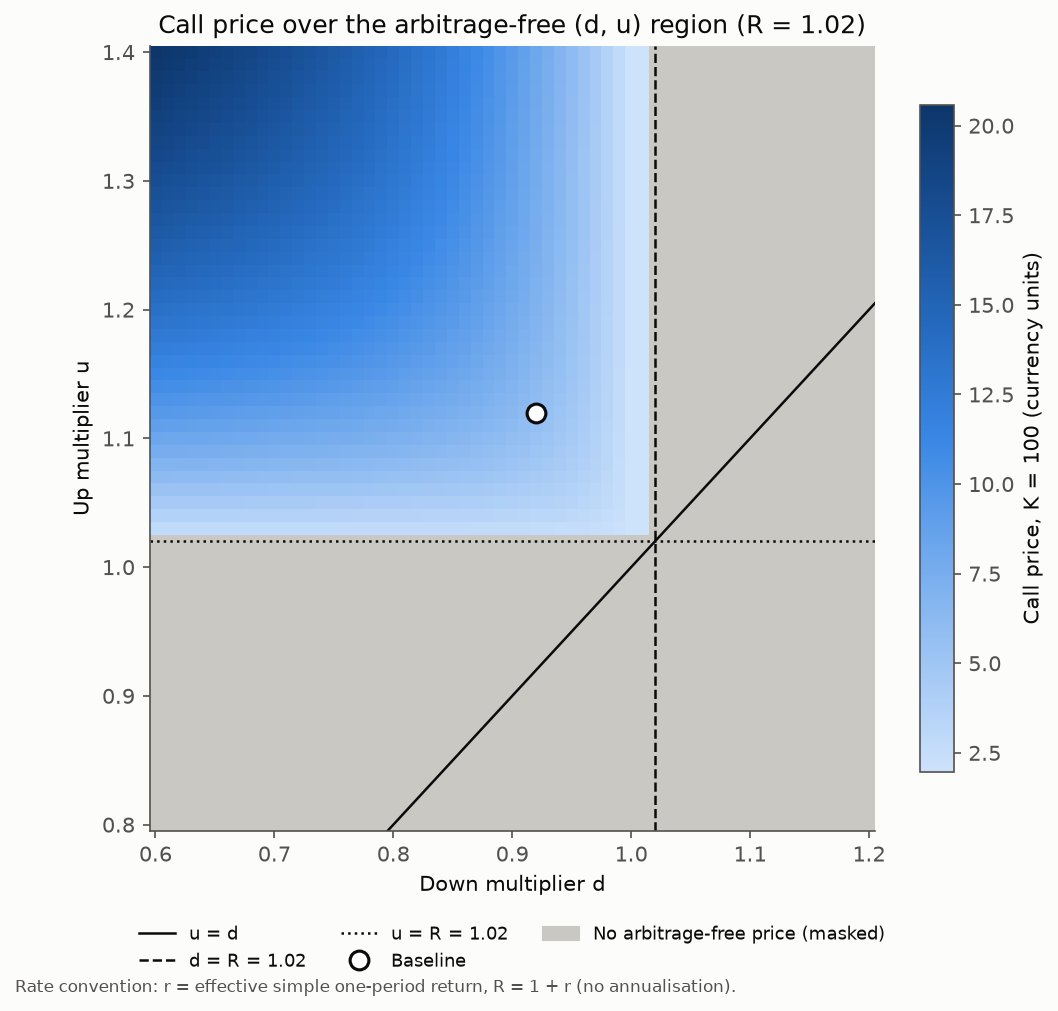 Call price over the arbitrage-free (d, u) region (R = 1.02)
1.4
1.3
1.2
1.1
1.0
0.9
0.8
Up multiplier u
0.6 0.7 0.8 0.9 1.0 1.1 1.2
Down multiplier d
20.0
17.5
15.0
12.5
10.0
7.5
5.0
2.5
Call price, K = 100 (currency units)
u = d
d = R = 1.02
u = R = 1.02
Baseline
No arbitrage-free price (masked)
Rate convention: r = effective simple one-period return, R = 1 + r (no annualisation).